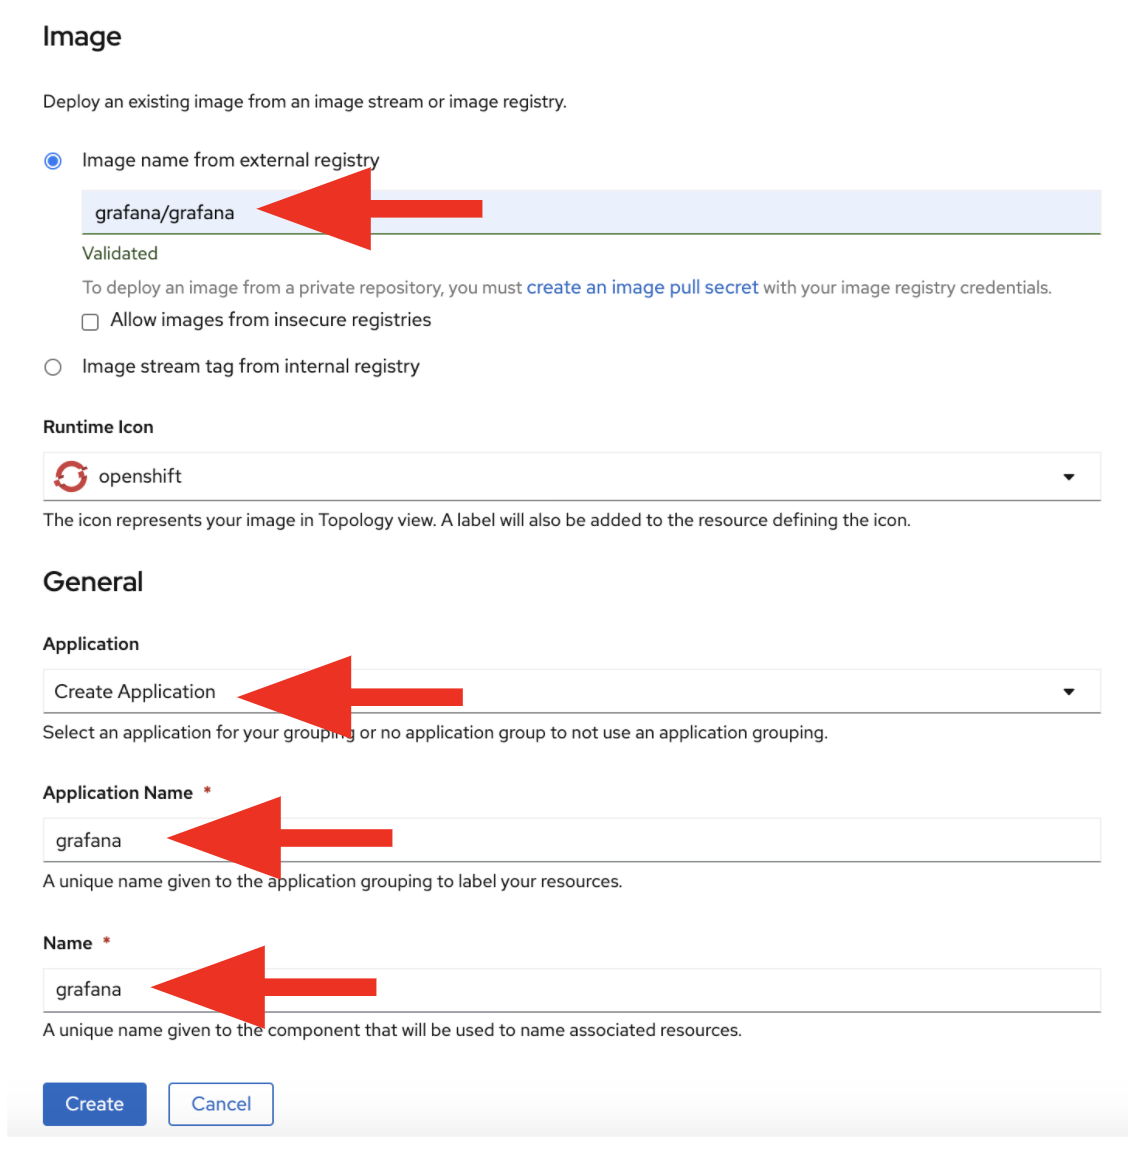 Image
Deploy an existing image from an image stream or image registry.
Image name from external registry
grafana/grafana
Validated
To deploy an image from a private repository, you must create an image pull secret with your image registry credentials.
Allow images from insecure registries
Image stream tag from internal registry
Runtime Icon
openshift
The icon represents your image in Topology view. A label will also be added to the resource defining the icon.
General
Application
Create Application
Select an application for your grouping or no application group to not use an application grouping.
Application Name *
grafana
A unique name given to the application grouping to label your resources.
Name *
grafana
A unique name given to the component that will be used to name associated resources.
Create Cancel